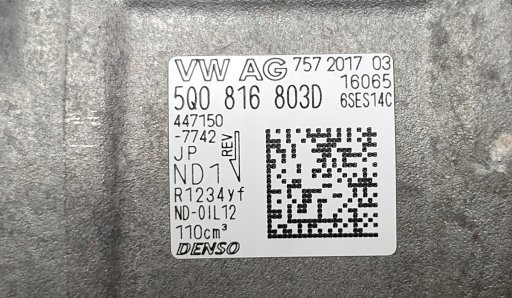 VW AG 757 2017 03
16065
5Q0 816 803D 6SES14C
447150
-7742
JP
REV
ND1
R1234yf
ND-OIL12
110cm³
DENSO